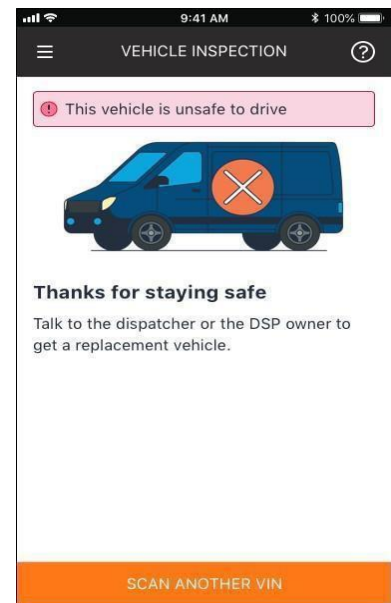 9:41 AM
100%
VEHICLE INSPECTION
?
! This vehicle is unsafe to drive
Thanks for staying safe
Talk to the dispatcher or the DSP owner to
get a replacement vehicle.
SCAN ANOTHER VIN